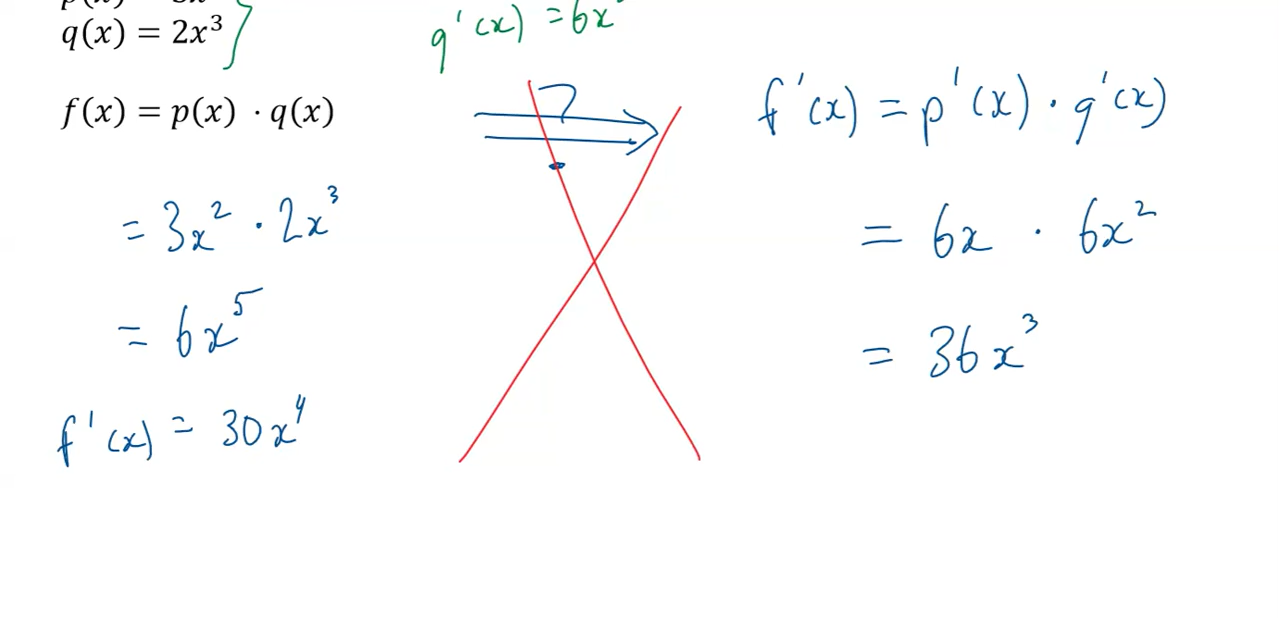 q(x) = 2x³
q'(x) = 6x
f(x) = p(x) · q(x)
?
f'(x) = p'(x) · q'(x)
= 3x² · 2x³
= 6x · 6x²
= 6x⁵
= 36x³
f'(x) = 30x⁴